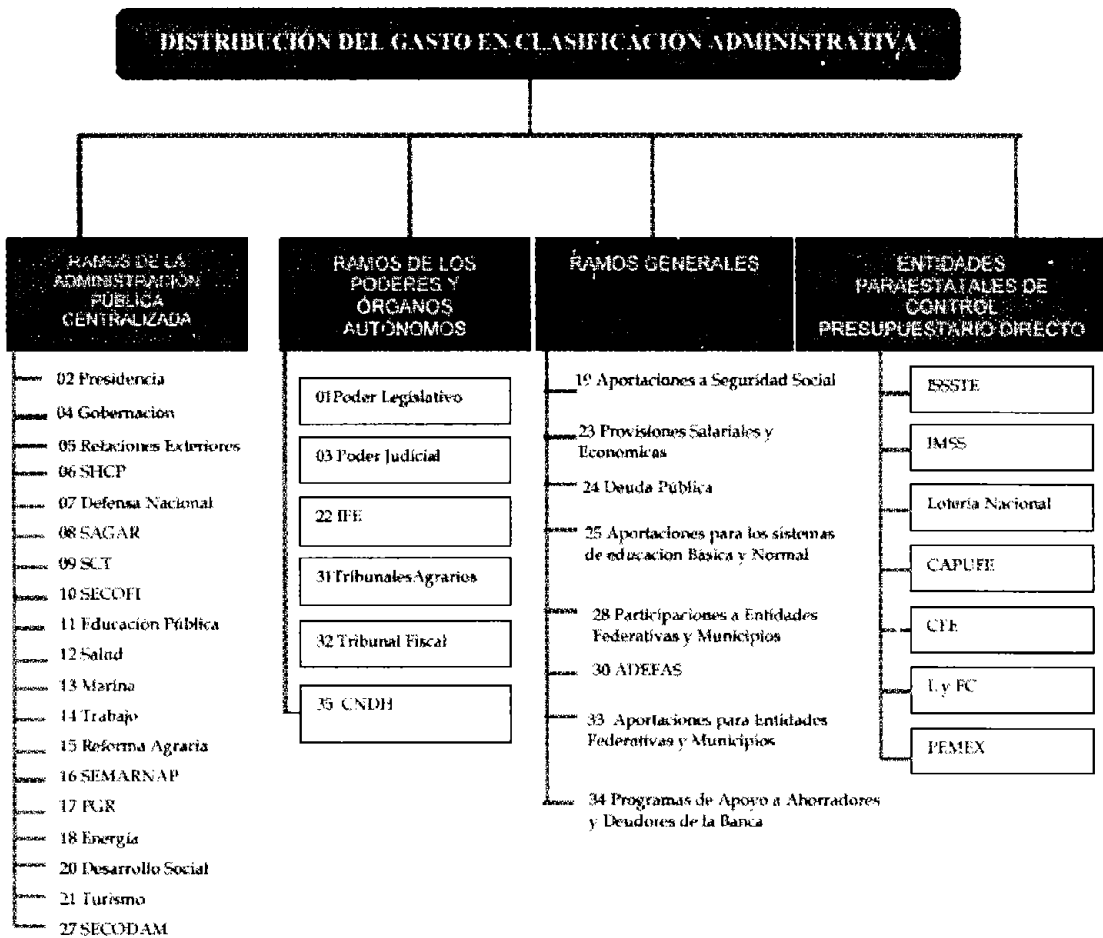 DISTRIBUCIÓN DEL GASTO EN CLASIFICACION ADMINISTRATIVA
RAMOS DE LA
ADMINISTRACIÓN
PÚBLICA
CENTRALIZADA
02 Presidencia
04 Gobernacion
05 Relaciones Exteriores
06 SHCP
07 Defensa Nacional
08 SAGAR
09 SCT
10 SECOFI
11 Educación Pública
12 Salud
13 Marina
14 Trabajo
15 Reforma Agraria
16 SEMARNAP
17 PGR
18 Energía
20 Desarrollo Social
21 Turismo
27 SECODAM
RAMOS DE LOS
PODERES Y
ÓRGANOS
AUTÓNOMOS
01Poder Legislativo
03 Poder Judicial
22 IFE
31TribunalesAgrarios
32 Tribunal Fiscal
35 CNDH
RAMOS GENERALES
19 Aportaciones a Seguridad Social
23 Provisiones Salariales y
Economicas
24 Deuda Pública
25 Aportaciones para los sistemas
de educacion Básica y Normal
28 Participaciones a Entidades
Federativas y Municipios
30 ADEFAS
33 Aportaciones para Entidades
Federativas y Municipios
34 Programas de Apoyo a Ahorradores
y Deudores de la Banca
ENTIDADES
PARAESTATALES DE
CONTROL
PRESUPUESTARIO DIRECTO
ISSSTE
IMSS
Lotería Nacional
CAPUFE
CFE
L y FC
PEMEX